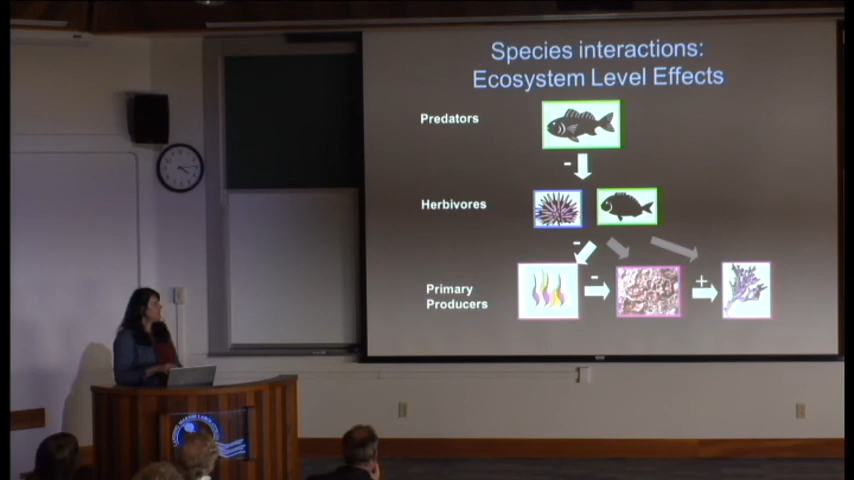 Species interactions:
Ecosystem Level Effects
Predators
-
Herbivores
-
-
+
Primary
Producers